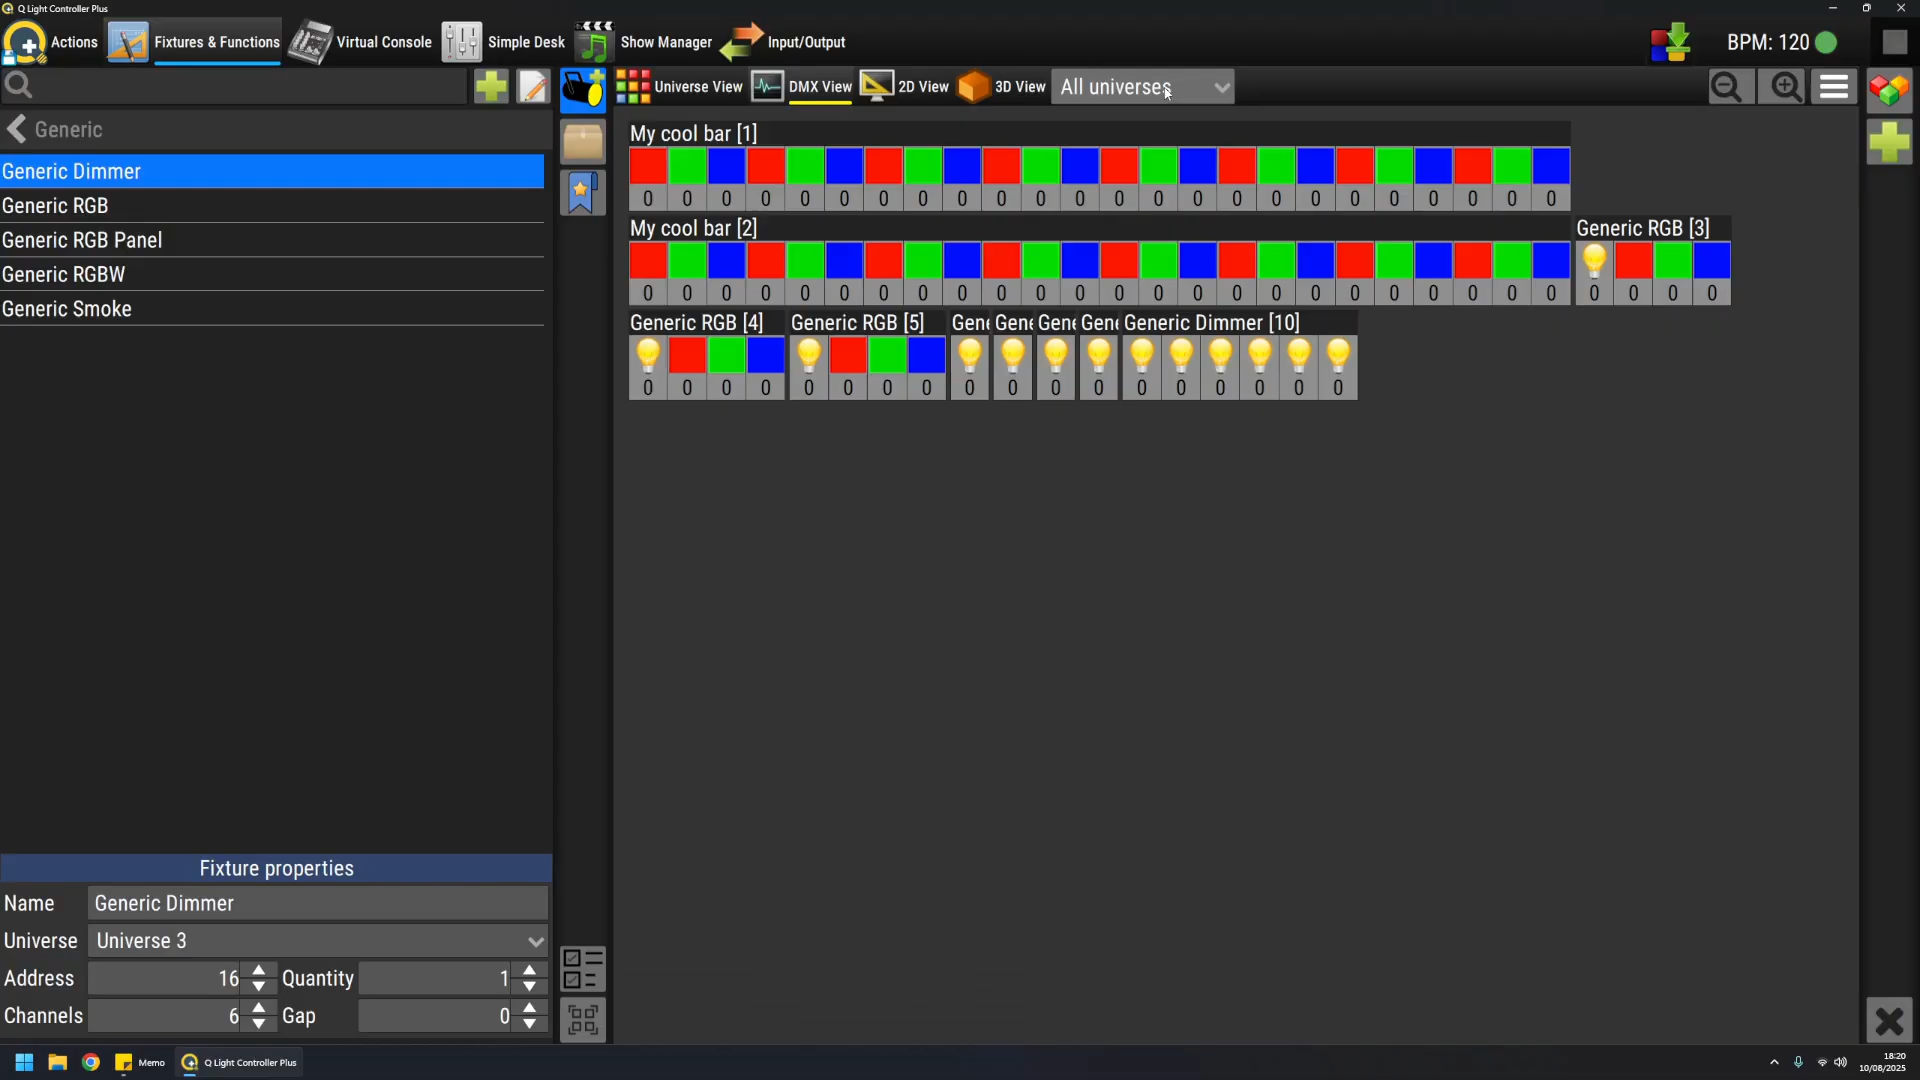 Q Light Controller Plus
Actions Fixtures & Functions Virtual Console Simple Desk Show Manager Input/Output BPM: 120
Universe View DMX View 2D View 3D View All universes
Generic
Generic Dimmer
Generic RGB
Generic RGB Panel
Generic RGBW
Generic Smoke
My cool bar [1]
0 0 0 0 0 0 0 0 0 0 0 0 0 0 0 0 0 0 0 0 0 0 0 0
My cool bar [2] Generic RGB [3]
0 0 0 0 0 0 0 0 0 0 0 0 0 0 0 0 0 0 0 0 0 0 0 0 0 0 0 0
Generic RGB [4] Generic RGB [5] Gene Gene Gene Gene Generic Dimmer [10]
0 0 0 0 0 0 0 0 0 0 0 0 0 0 0 0 0 0
Fixture properties
Name Generic Dimmer
Universe Universe 3
Address 16 Quantity 1
Channels 6 Gap 0
Memo Q Light Controller Plus
18:20
10/08/2025